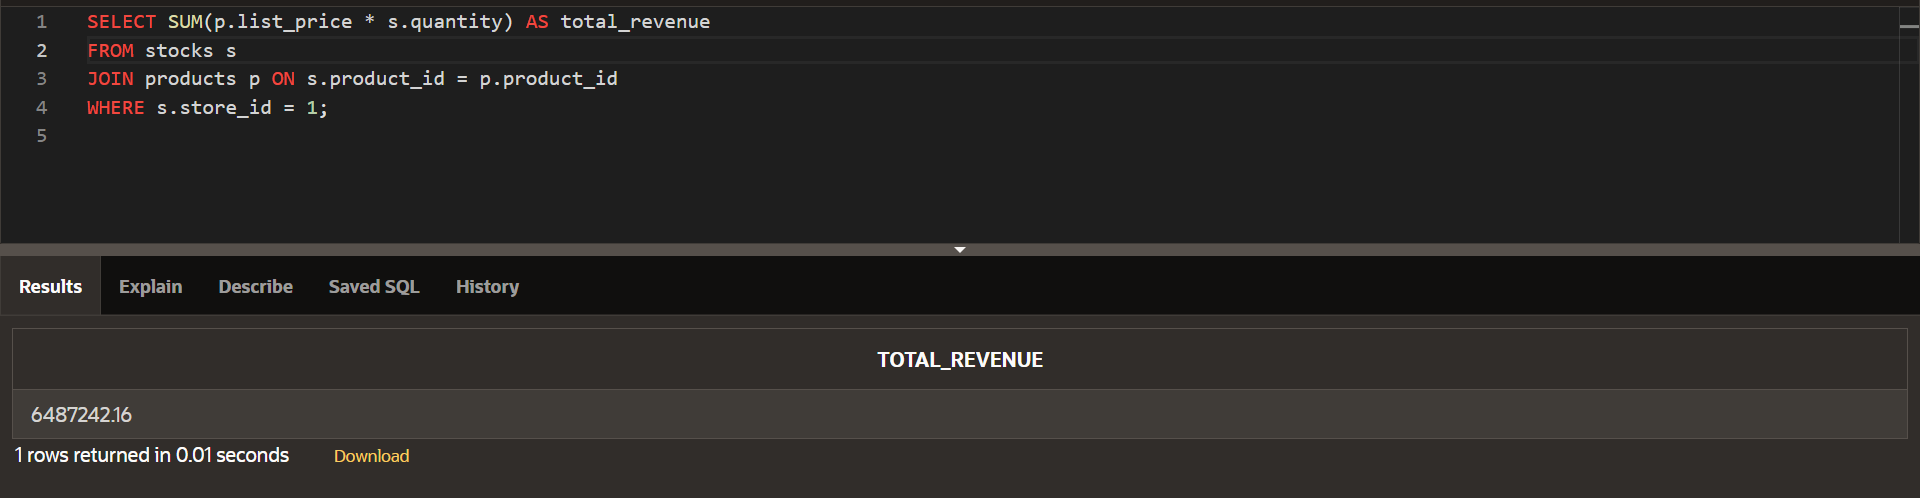 1 SELECT SUM(p.list_price * s.quantity) AS total_revenue
2 FROM stocks s
3 JOIN products p ON s.product_id = p.product_id
4 WHERE s.store_id = 1;
5
Results Explain Describe Saved SQL History
TOTAL_REVENUE
6487242.16
1 rows returned in 0.01 seconds Download